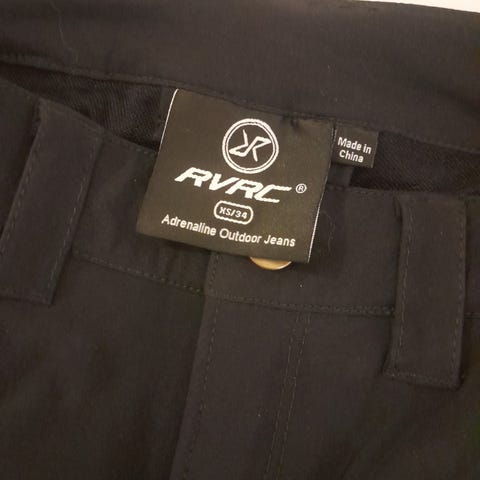 RVRC®
XS/34
Adrenaline Outdoor Jeans
Made in
China